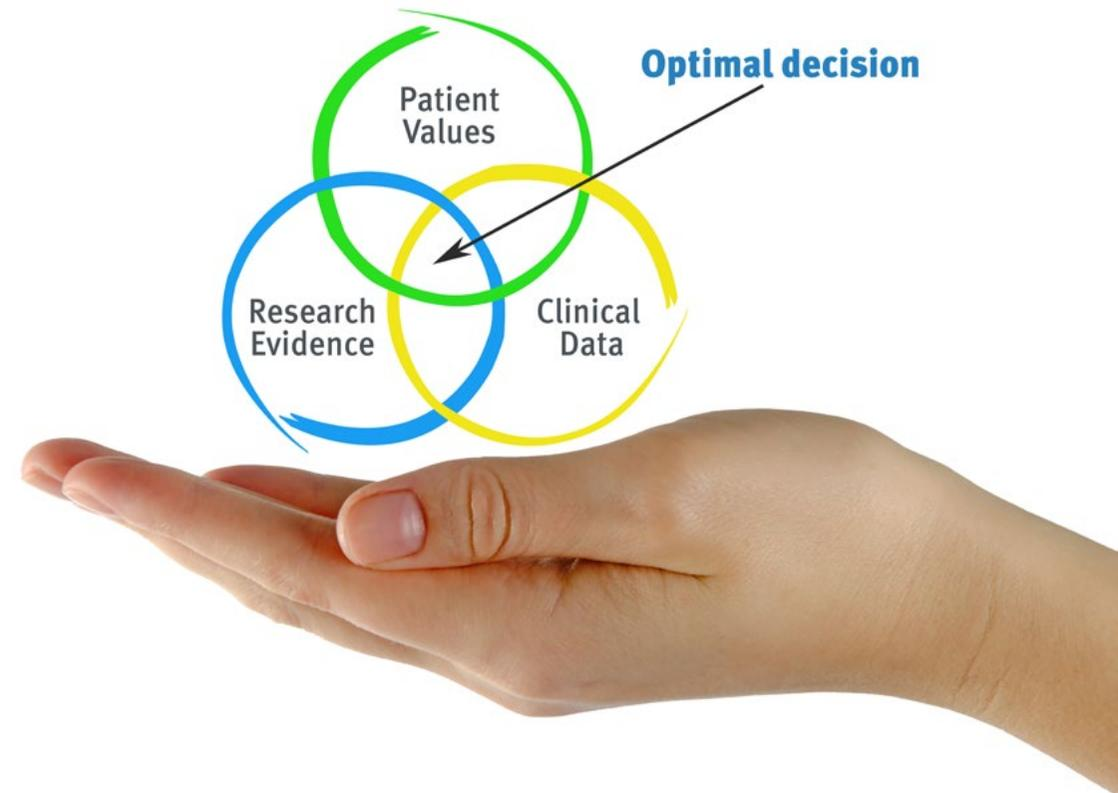 Optimal decision
Patient
Values
Research
Evidence
Clinical
Data